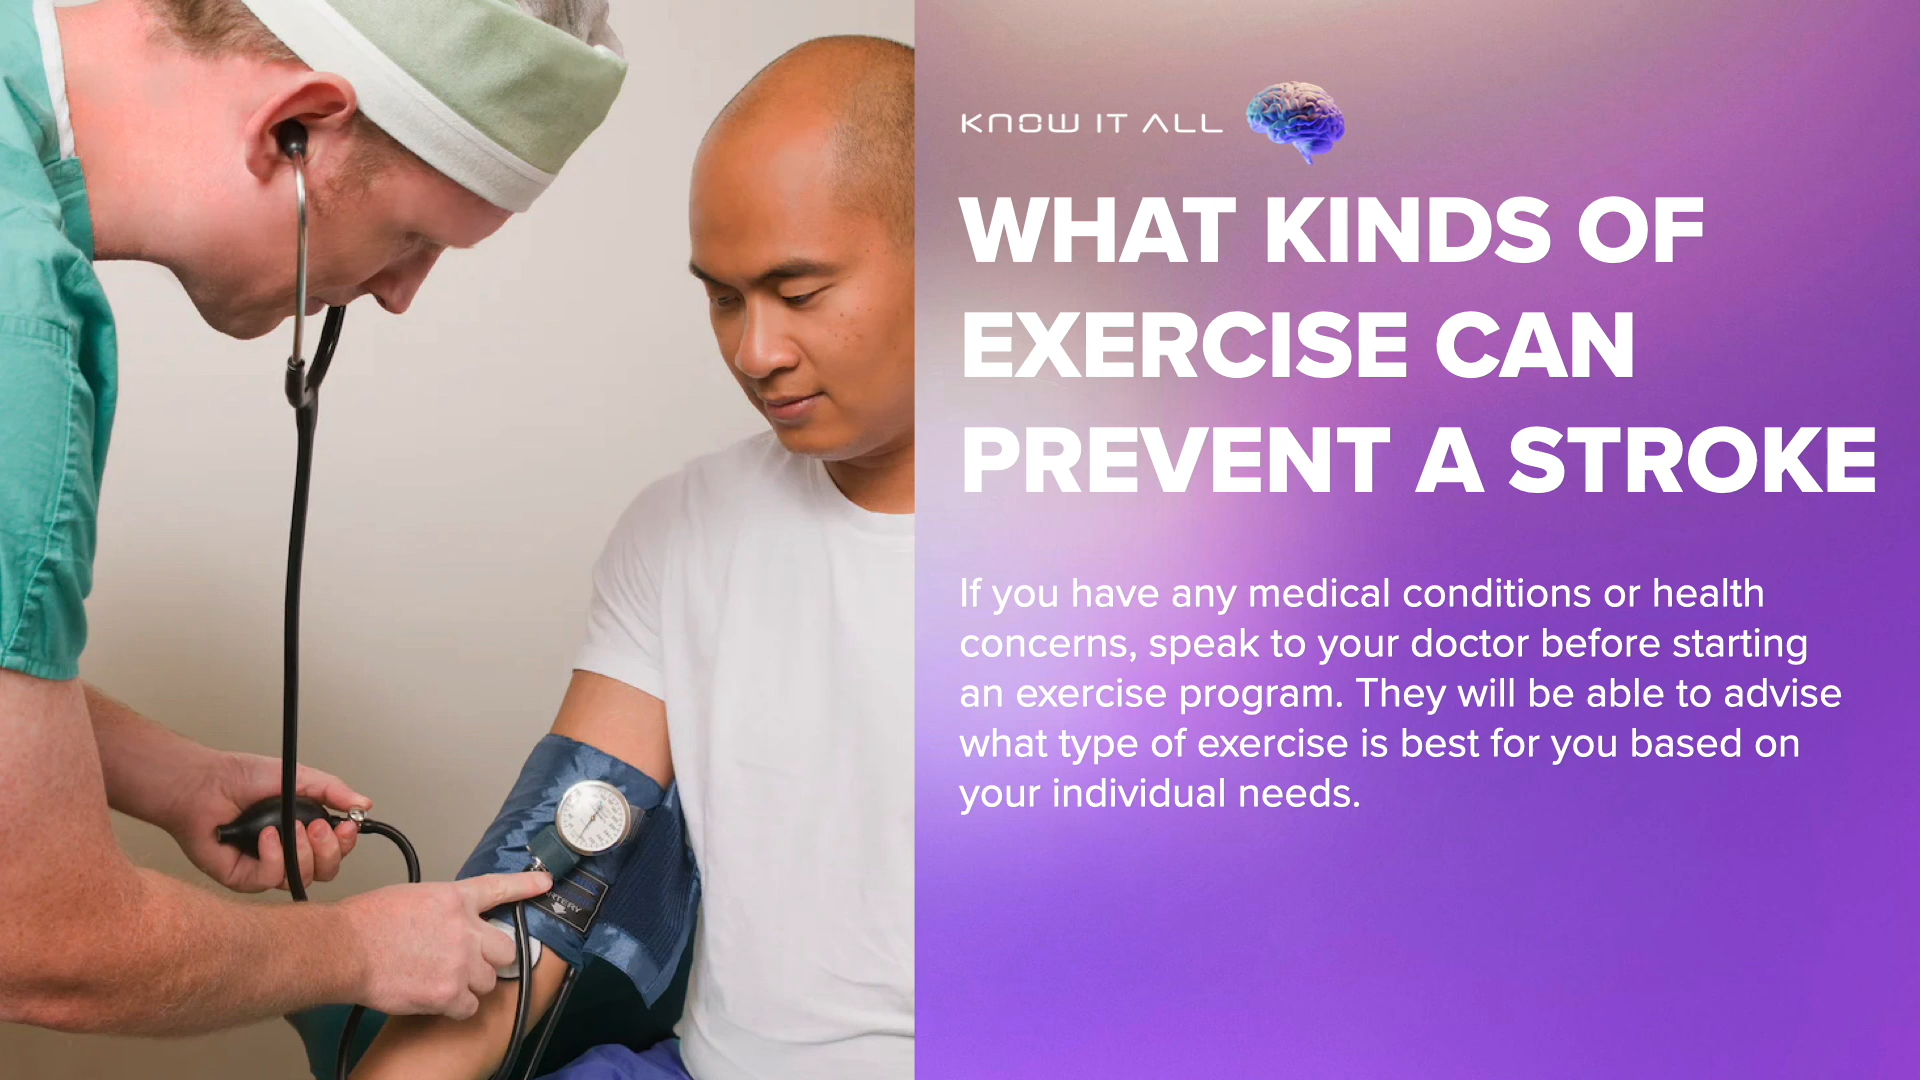 KNOW IT ALL
WHAT KINDS OF
EXERCISE CAN
PREVENT A STROKE
If you have any medical conditions or health
concerns, speak to your doctor before starting
an exercise program. They will be able to advise
what type of exercise is best for you based on
your individual needs.